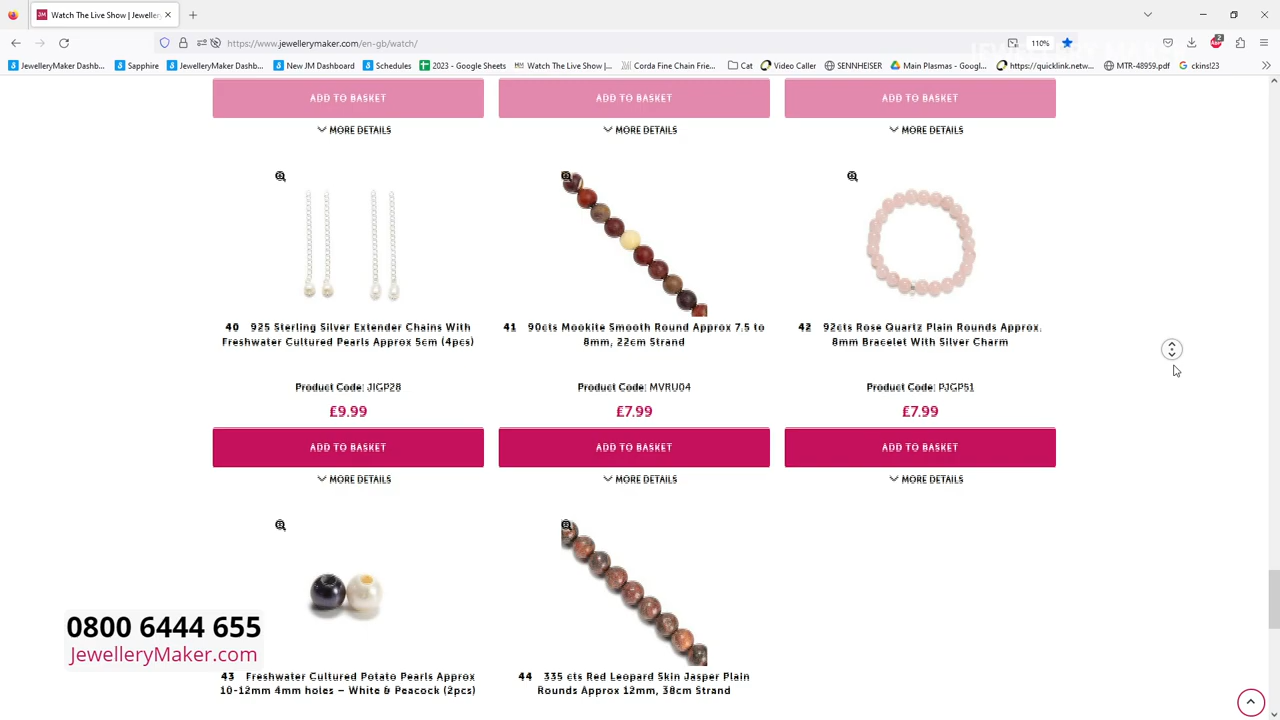 Watch The Live Show | Jeweller
https://www.jewellerymaker.com/en-gb/watch/
110%
2
JewelleryMaker Dashb...
Sapphire
JewelleryMaker Dashb...
New JM Dashboard
Schedules
2023 - Google Sheets
Watch The Live Show |...
Corda Fine Chain Frie...
Cat
Video Caller
SENNHEISER
Main Plasmas - Googl...
https://quicklink.netw...
MTR-48959.pdf
ckins!23
ADD TO BASKET
ADD TO BASKET
ADD TO BASKET
MORE DETAILS
MORE DETAILS
MORE DETAILS
40 925 Sterling Silver Extender Chains With
Freshwater Cultured Pearls Approx 5cm (4pcs)
Product Code: JIGP28
£9.99
ADD TO BASKET
MORE DETAILS
41 90cts Mookite Smooth Round Approx 7.5 to
8mm, 22cm Strand
Product Code: MVRU04
£7.99
ADD TO BASKET
MORE DETAILS
42 92cts Rose Quartz Plain Rounds Approx.
8mm Bracelet With Silver Charm
Product Code: PJGP51
£7.99
ADD TO BASKET
MORE DETAILS
43 Freshwater Cultured Potato Pearls Approx
10-12mm 4mm holes – White & Peacock (2pcs)
44 335 cts Red Leopard Skin Jasper Plain
Rounds Approx 12mm, 38cm Strand
0800 6444 655
JewelleryMaker.com